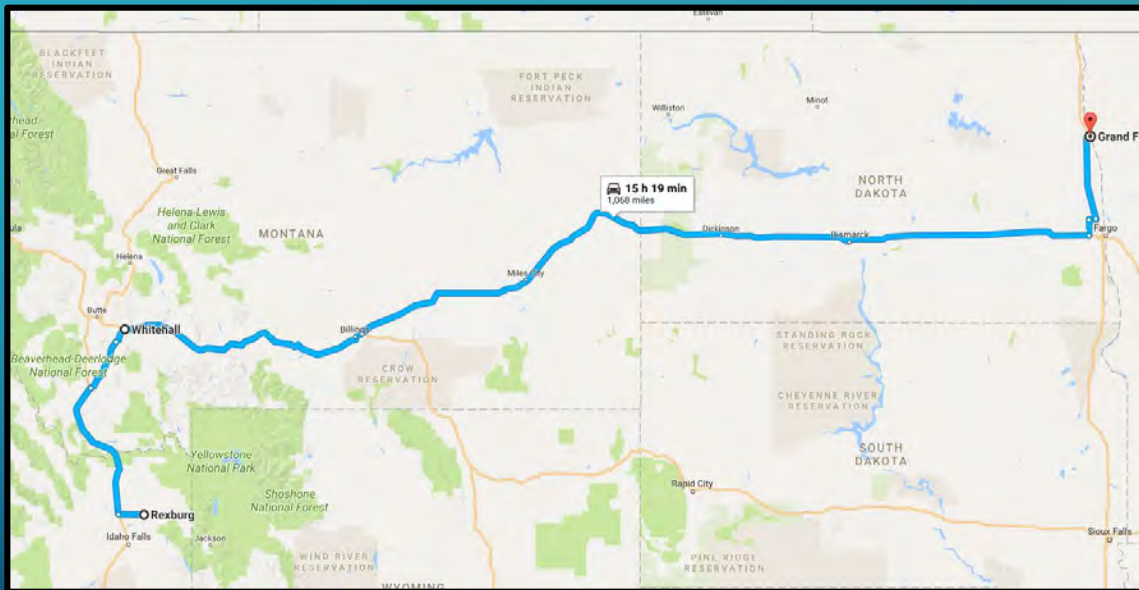 Estevan
BLACKFEET
INDIAN
RESERVATION
FORT PECK
INDIAN
RESERVATION
Williston
Minot
head
al Forest
Grand F
Great Falls
15 h 19 min
1,068 miles
NORTH
DAKOTA
Helena-Lewis
and Clark
National Forest
MONTANA
ula
Helena
Dickinson
Bismarck
Fargo
Miles City
Butte
Whitehall
Billings
STANDING ROCK
RESERVATION
Beaverhead-Deerlodge
National Forest
CROW
RESERVATION
CHEYENNE RIVER
RESERVATION
SOUTH
DAKOTA
Yellowstone
National Park
Rapid City
Shoshone
National Forest
Rexburg
Idaho Falls
Jackson
Sioux Falls
WIND RIVER
RESERVATION
PINE RIDGE
RESERVATION
WYOMING